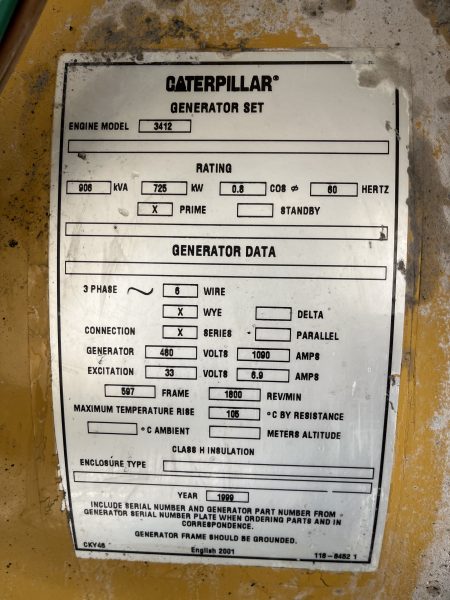 CATERPILLAR®
GENERATOR SET
ENGINE MODEL 3412
RATING
906 kVA 725 kW 0.8 COS ø 60 HERTZ
X PRIME STANDBY
GENERATOR DATA
3 PHASE ~ 6 WIRE
X WYE DELTA
CONNECTION X SERIES PARALLEL
GENERATOR 480 VOLTS 1090 AMPS
EXCITATION 33 VOLTS 6.9 AMPS
597 FRAME 1800 REV/MIN
MAXIMUM TEMPERATURE RISE 105 °C BY RESISTANCE
°C AMBIENT METERS ALTITUDE
CLASS H INSULATION
ENCLOSURE TYPE
YEAR 1999
INCLUDE SERIAL NUMBER AND GENERATOR PART NUMBER FROM
GENERATOR SERIAL NUMBER PLATE WHEN ORDERING PARTS AND IN
CORRESPONDENCE.
GENERATOR FRAME SHOULD BE GROUNDED.
CKY46 English 2001 116-8452 1